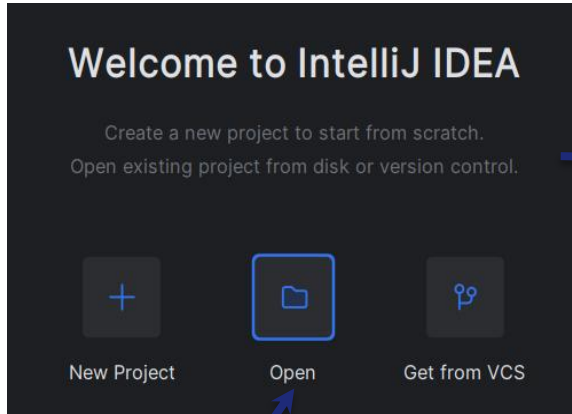 Welcome to IntelliJ IDEA
Create a new project to start from scratch.
Open existing project from disk or version control.
New Project
Open
Get from VCS